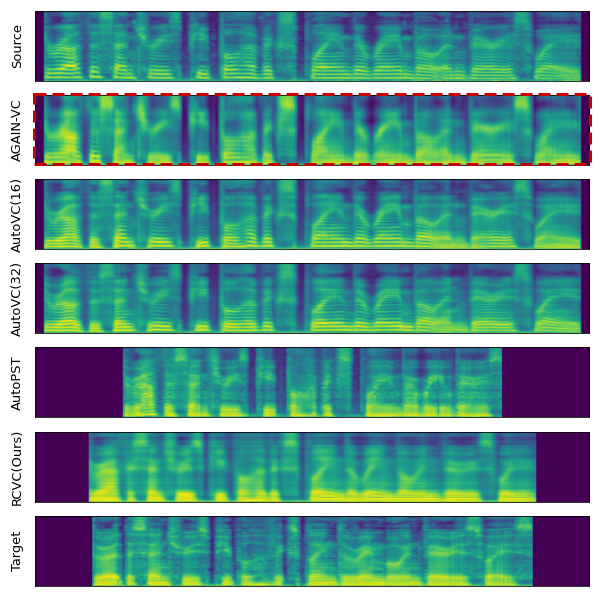 Source
AGAIN-VC
AutoVC(16)
AutoVC(32)
AutoPST
RCVC(Ours)
Target